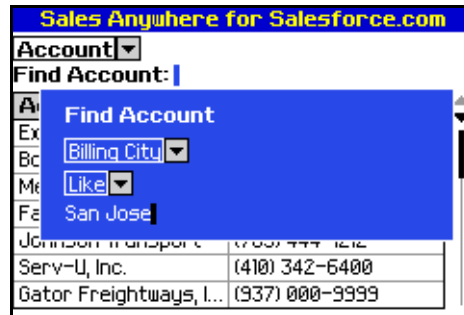 Sales Anywhere for Salesforce.com
Account
Find Account:
Find Account
Billing City
Like
San Jose
Serv-U, Inc. (410) 342-6400
Gator Freightways, I... (937) 000-9999